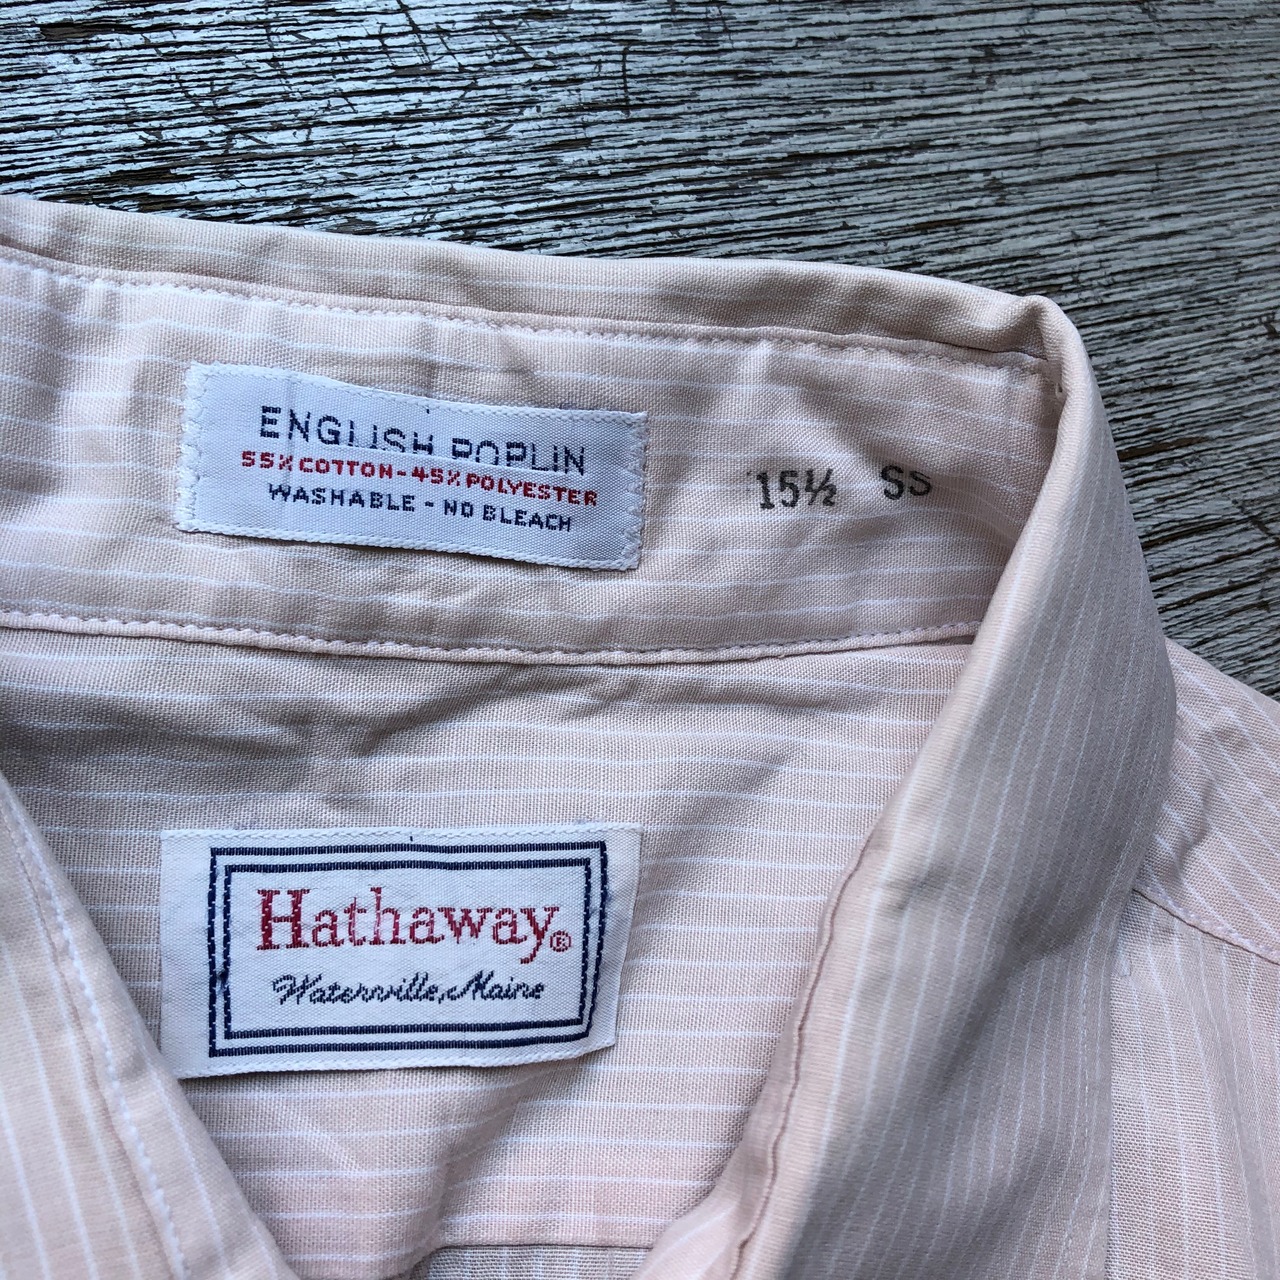 ENGLISH POPLIN
55% COTTON-45% POLYESTER
WASHABLE - NO BLEACH
15½ SS
Hathaway®
Waterville, Maine